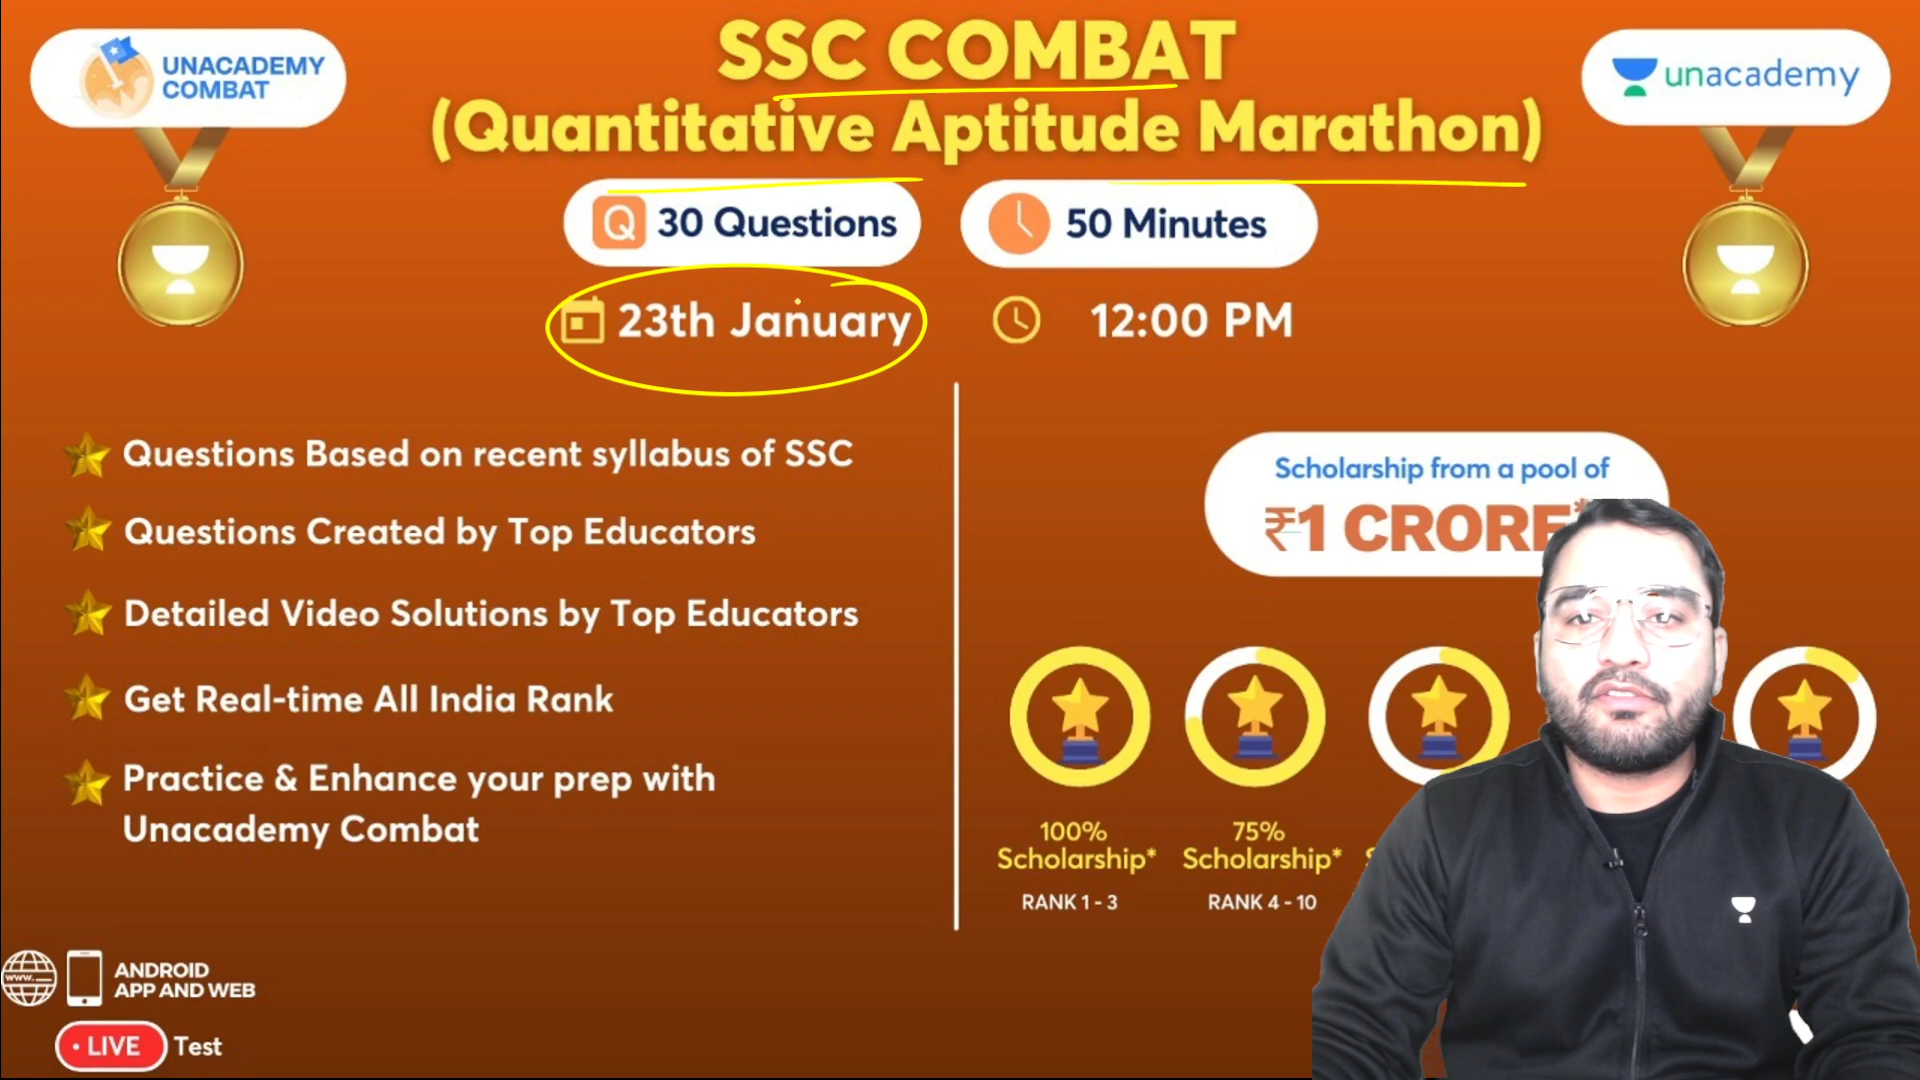 UNACADEMY
COMBAT
SSC COMBAT
(Quantitative Aptitude Marathon)
unacademy
Q 30 Questions
50 Minutes
23th January
12:00 PM
Questions Based on recent syllabus of SSC
Questions Created by Top Educators
Detailed Video Solutions by Top Educators
Get Real-time All India Rank
Practice & Enhance your prep with
Unacademy Combat
Scholarship from a pool of
₹1 CRORE*
100%
Scholarship*
RANK 1 - 3
75%
Scholarship*
RANK 4 - 10
www.
ANDROID
APP AND WEB
• LIVE Test